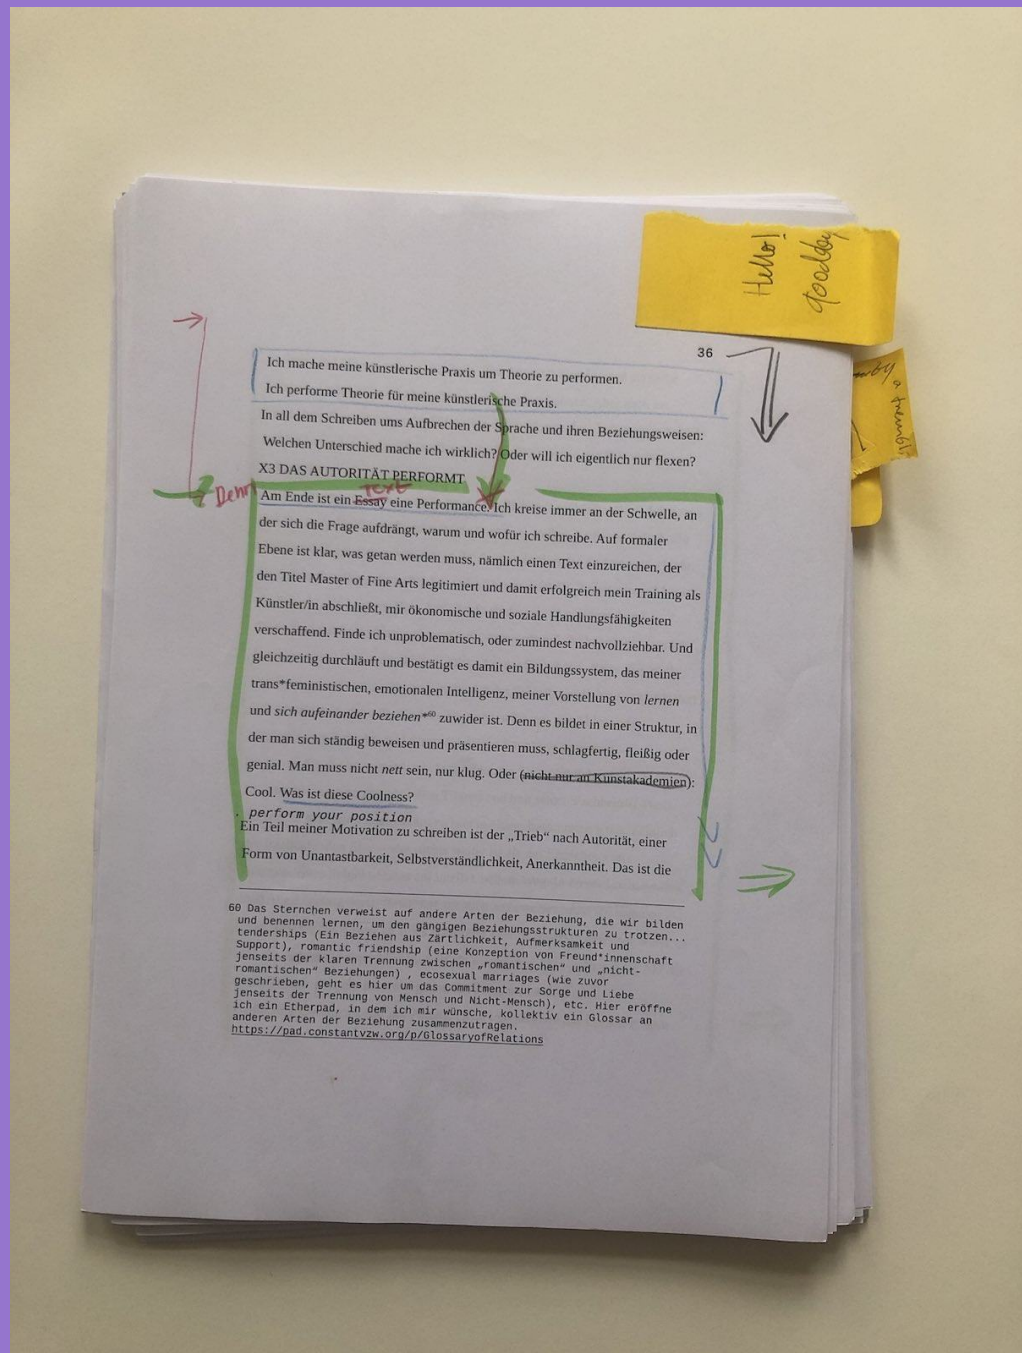 Hello!
goodby
36
Ich mache meine künstlerische Praxis um Theorie zu performen.
Ich performe Theorie für meine künstlerische Praxis.
In all dem Schreiben ums Aufbrechen der Sprache und ihren Beziehungsweisen:
Welchen Unterschied mache ich wirklich? Oder will ich eigentlich nur flexen?
X3 DAS AUTORITÄT PERFORMT
TEXT
Denn
Am Ende ist ein Essay eine Performance. Ich kreise immer an der Schwelle, an
der sich die Frage aufdrängt, warum und wofür ich schreibe. Auf formaler
Ebene ist klar, was getan werden muss, nämlich einen Text einzureichen, der
den Titel Master of Fine Arts legitimiert und damit erfolgreich mein Training als
Künstler/in abschließt, mir ökonomische und soziale Handlungsfähigkeiten
verschaffend. Finde ich unproblematisch, oder zumindest nachvollziehbar. Und
gleichzeitig durchläuft und bestätigt es damit ein Bildungssystem, das meiner
trans*feministischen, emotionalen Intelligenz, meiner Vorstellung von lernen
und sich aufeinander beziehen*60 zuwider ist. Denn es bildet in einer Struktur, in
der man sich ständig beweisen und präsentieren muss, schlagfertig, fleißig oder
genial. Man muss nicht nett sein, nur klug. Oder (nicht nur an Kunstakademien):
Cool. Was ist diese Coolness?
perform your position
Ein Teil meiner Motivation zu schreiben ist der „Trieb“ nach Autorität, einer
Form von Unantastbarkeit, Selbstverständlichkeit, Anerkanntheit. Das ist die
60 Das Sternchen verweist auf andere Arten der Beziehung, die wir bilden
und benennen lernen, um den gängigen Beziehungsstrukturen zu trotzen...
tenderships (Ein Beziehen aus Zärtlichkeit, Aufmerksamkeit und
Support), romantic friendship (eine Konzeption von Freund*innenschaft
jenseits der klaren Trennung zwischen „romantischen“ und „nicht-
romantischen“ Beziehungen) , ecosexual marriages (wie zuvor
geschrieben, geht es hier um das Commitment zur Sorge und Liebe
jenseits der Trennung von Mensch und Nicht-Mensch), etc. Hier eröffne
ich ein Etherpad, in dem ich mir wünsche, kollektiv ein Glossar an
anderen Arten der Beziehung zusammenzutragen.
https://pad.constantvzw.org/p/GlossaryofRelations